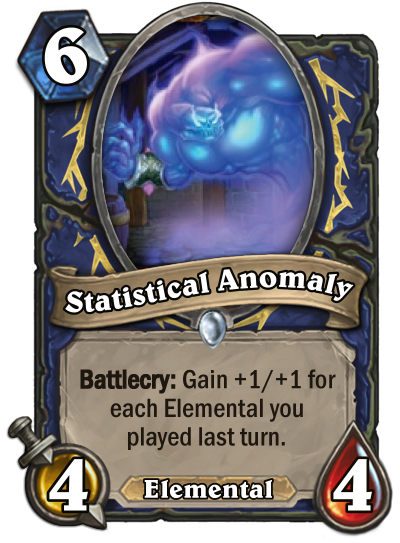 6
Statistical Anomaly
Battlecry: Gain +1/+1 for
each Elemental you
played last turn.
4
Elemental
4